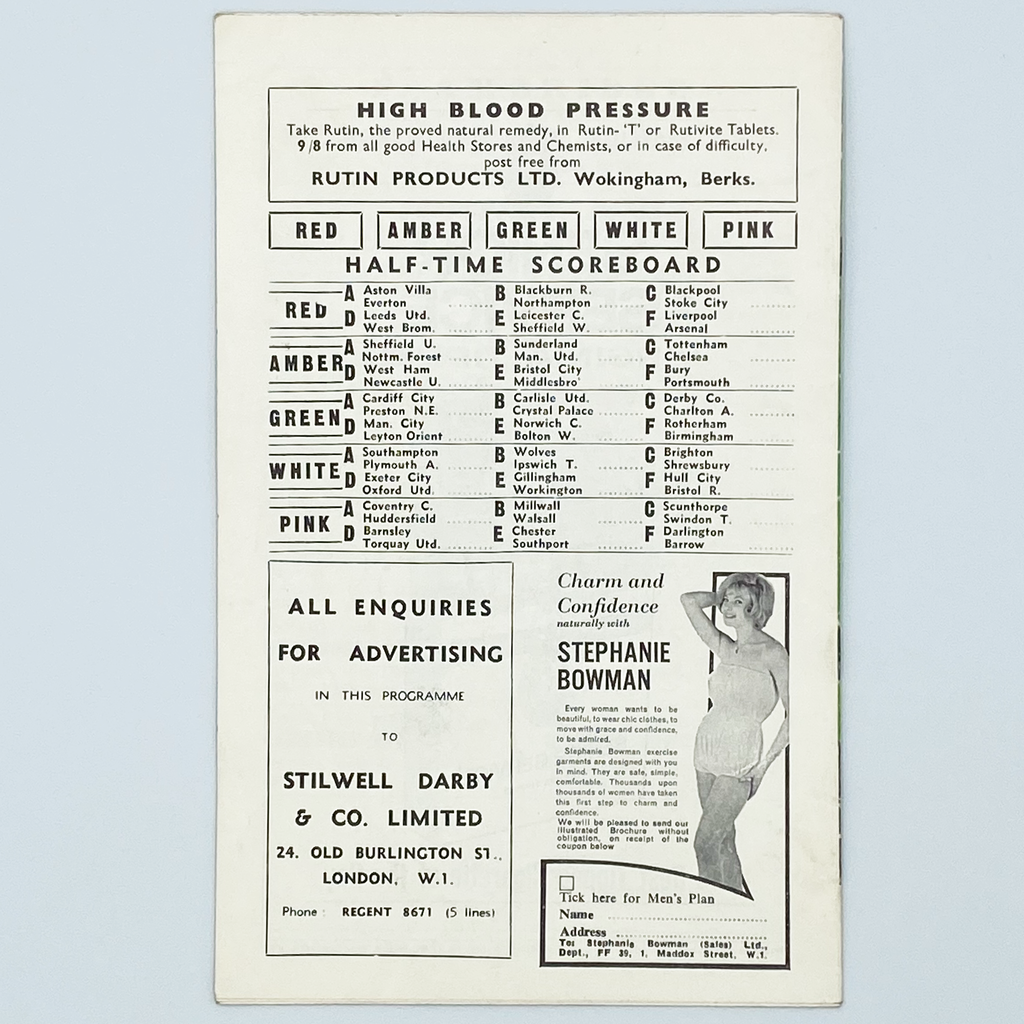 HIGH BLOOD PRESSURE
Take Rutin, the proved natural remedy, in Rutin- 'T' or Rutivite Tablets.
9/8 from all good Health Stores and Chemists, or in case of difficulty,
post free from
RUTIN PRODUCTS LTD. Wokingham, Berks.
RED AMBER GREEN WHITE PINK
HALF-TIME SCOREBOARD
RED
A Aston Villa
Everton ..........
B Blackburn R.
Northampton ..........
C Blackpool
Stoke City ..........
D Leeds Utd.
West Brom. ..........
E Leicester C.
Sheffield W. ..........
F Liverpool
Arsenal ..........
AMBER
A Sheffield U.
Nottm. Forest ..........
B Sunderland
Man. Utd. ..........
C Tottenham
Chelsea ..........
D West Ham
Newcastle U. ..........
E Bristol City
Middlesbro' ..........
F Bury
Portsmouth ..........
GREEN
A Cardiff City
Preston N.E. ..........
B Carlisle Utd.
Crystal Palace ..........
C Derby Co.
Charlton A. ..........
D Man. City
Leyton Orient ..........
E Norwich C.
Bolton W. ..........
F Rotherham
Birmingham ..........
WHITE
A Southampton
Plymouth A. ..........
B Wolves
Ipswich T. ..........
C Brighton
Shrewsbury ..........
D Exeter City
Oxford Utd. ..........
E Gillingham
Workington ..........
F Hull City
Bristol R. ..........
PINK
A Coventry C.
Huddersfield ..........
B Millwall
Walsall ..........
C Scunthorpe
Swindon T. ..........
D Barnsley
Torquay Utd. ..........
E Chester
Southport ..........
F Darlington
Barrow ..........
ALL ENQUIRIES
FOR ADVERTISING
IN THIS PROGRAMME
TO
STILWELL DARBY
& CO. LIMITED
24. OLD BURLINGTON ST.,
LONDON, W.1.
Phone: REGENT 8671 (5 lines)
Charm and
Confidence
naturally with
STEPHANIE
BOWMAN
Every woman wants to be
beautiful, to wear chic clothes, to
move with grace and confidence,
to be admired.
Stephanie Bowman exercise
garments are designed with you
in mind. They are safe, simple,
comfortable. Thousands upon
thousands of women have taken
this first step to charm and
confidence.
We will be pleased to send our
Illustrated Brochure without
obligation, on receipt of the
coupon below
Tick here for Men's Plan
Name ..........
Address ..........
To: Stephanie Bowman (Sales) Ltd.,
Dept., FF 39, 1, Maddox Street, W.1.